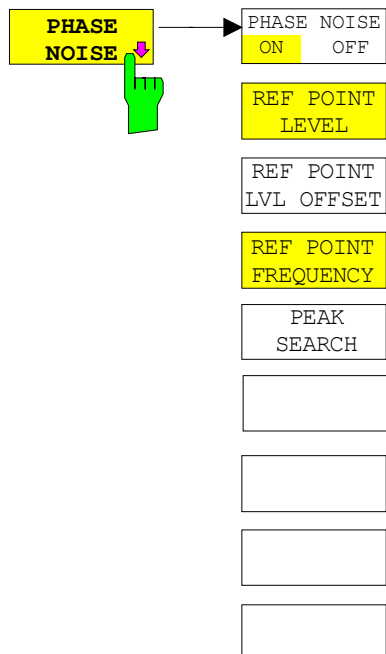 PHASE
NOISE
PHASE NOISE
ON OFF
REF POINT
LEVEL
REF POINT
LVL OFFSET
REF POINT
FREQUENCY
PEAK
SEARCH